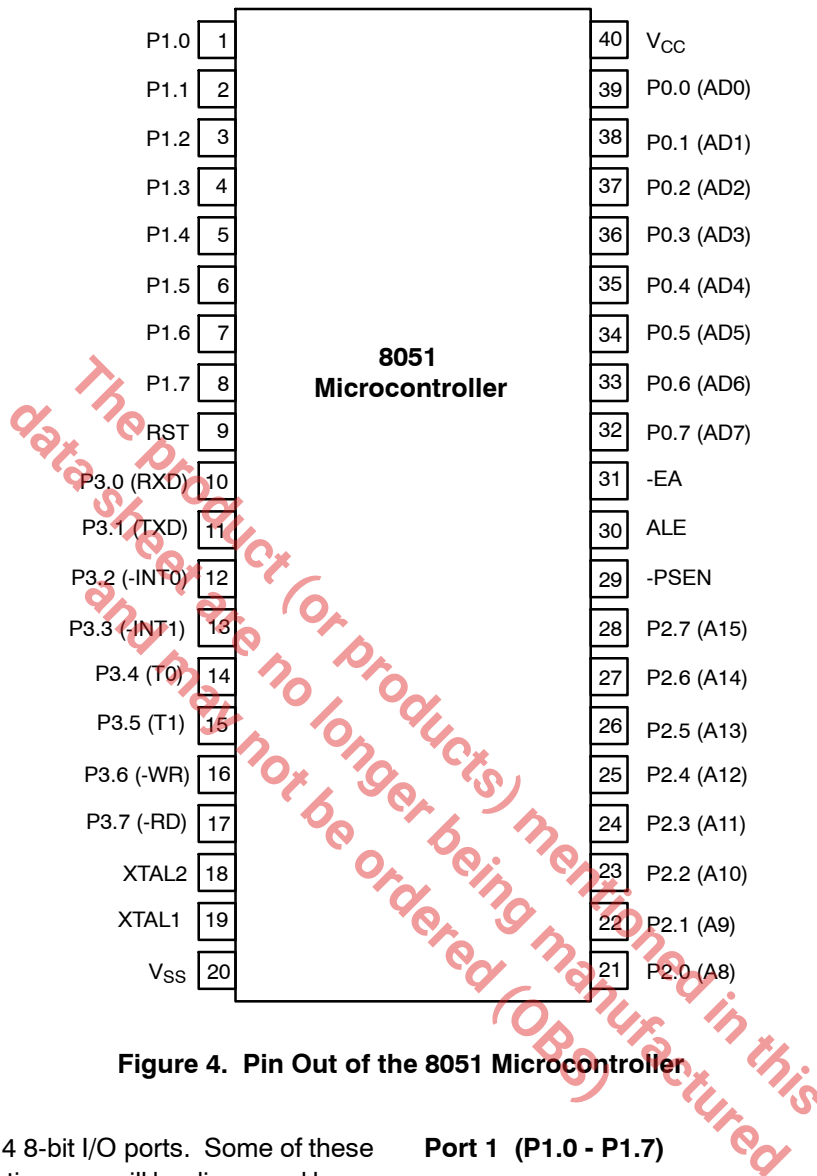 P1.0 1
P1.1 2
P1.2 3
P1.3 4
P1.4 5
P1.5 6
P1.6 7
P1.7 8
RST 9
P3.0 (RXD) 10
P3.1 (TXD) 11
P3.2 (-INT0) 12
P3.3 (-INT1) 13
P3.4 (T0) 14
P3.5 (T1) 15
P3.6 (-WR) 16
P3.7 (-RD) 17
XTAL2 18
XTAL1 19
VSS 20
8051
Microcontroller
40 VCC
39 P0.0 (AD0)
38 P0.1 (AD1)
37 P0.2 (AD2)
36 P0.3 (AD3)
35 P0.4 (AD4)
34 P0.5 (AD5)
33 P0.6 (AD6)
32 P0.7 (AD7)
31 -EA
30 ALE
29 -PSEN
28 P2.7 (A15)
27 P2.6 (A14)
26 P2.5 (A13)
25 P2.4 (A12)
24 P2.3 (A11)
23 P2.2 (A10)
22 P2.1 (A9)
21 P2.0 (A8)
The product (or products) mentioned in this
data sheet are no longer being manufactured
and may not be ordered (OBS)
Figure 4. Pin Out of the 8051 Microcontroller
4 8-bit I/O ports. Some of these
Port 1 (P1.0 - P1.7)